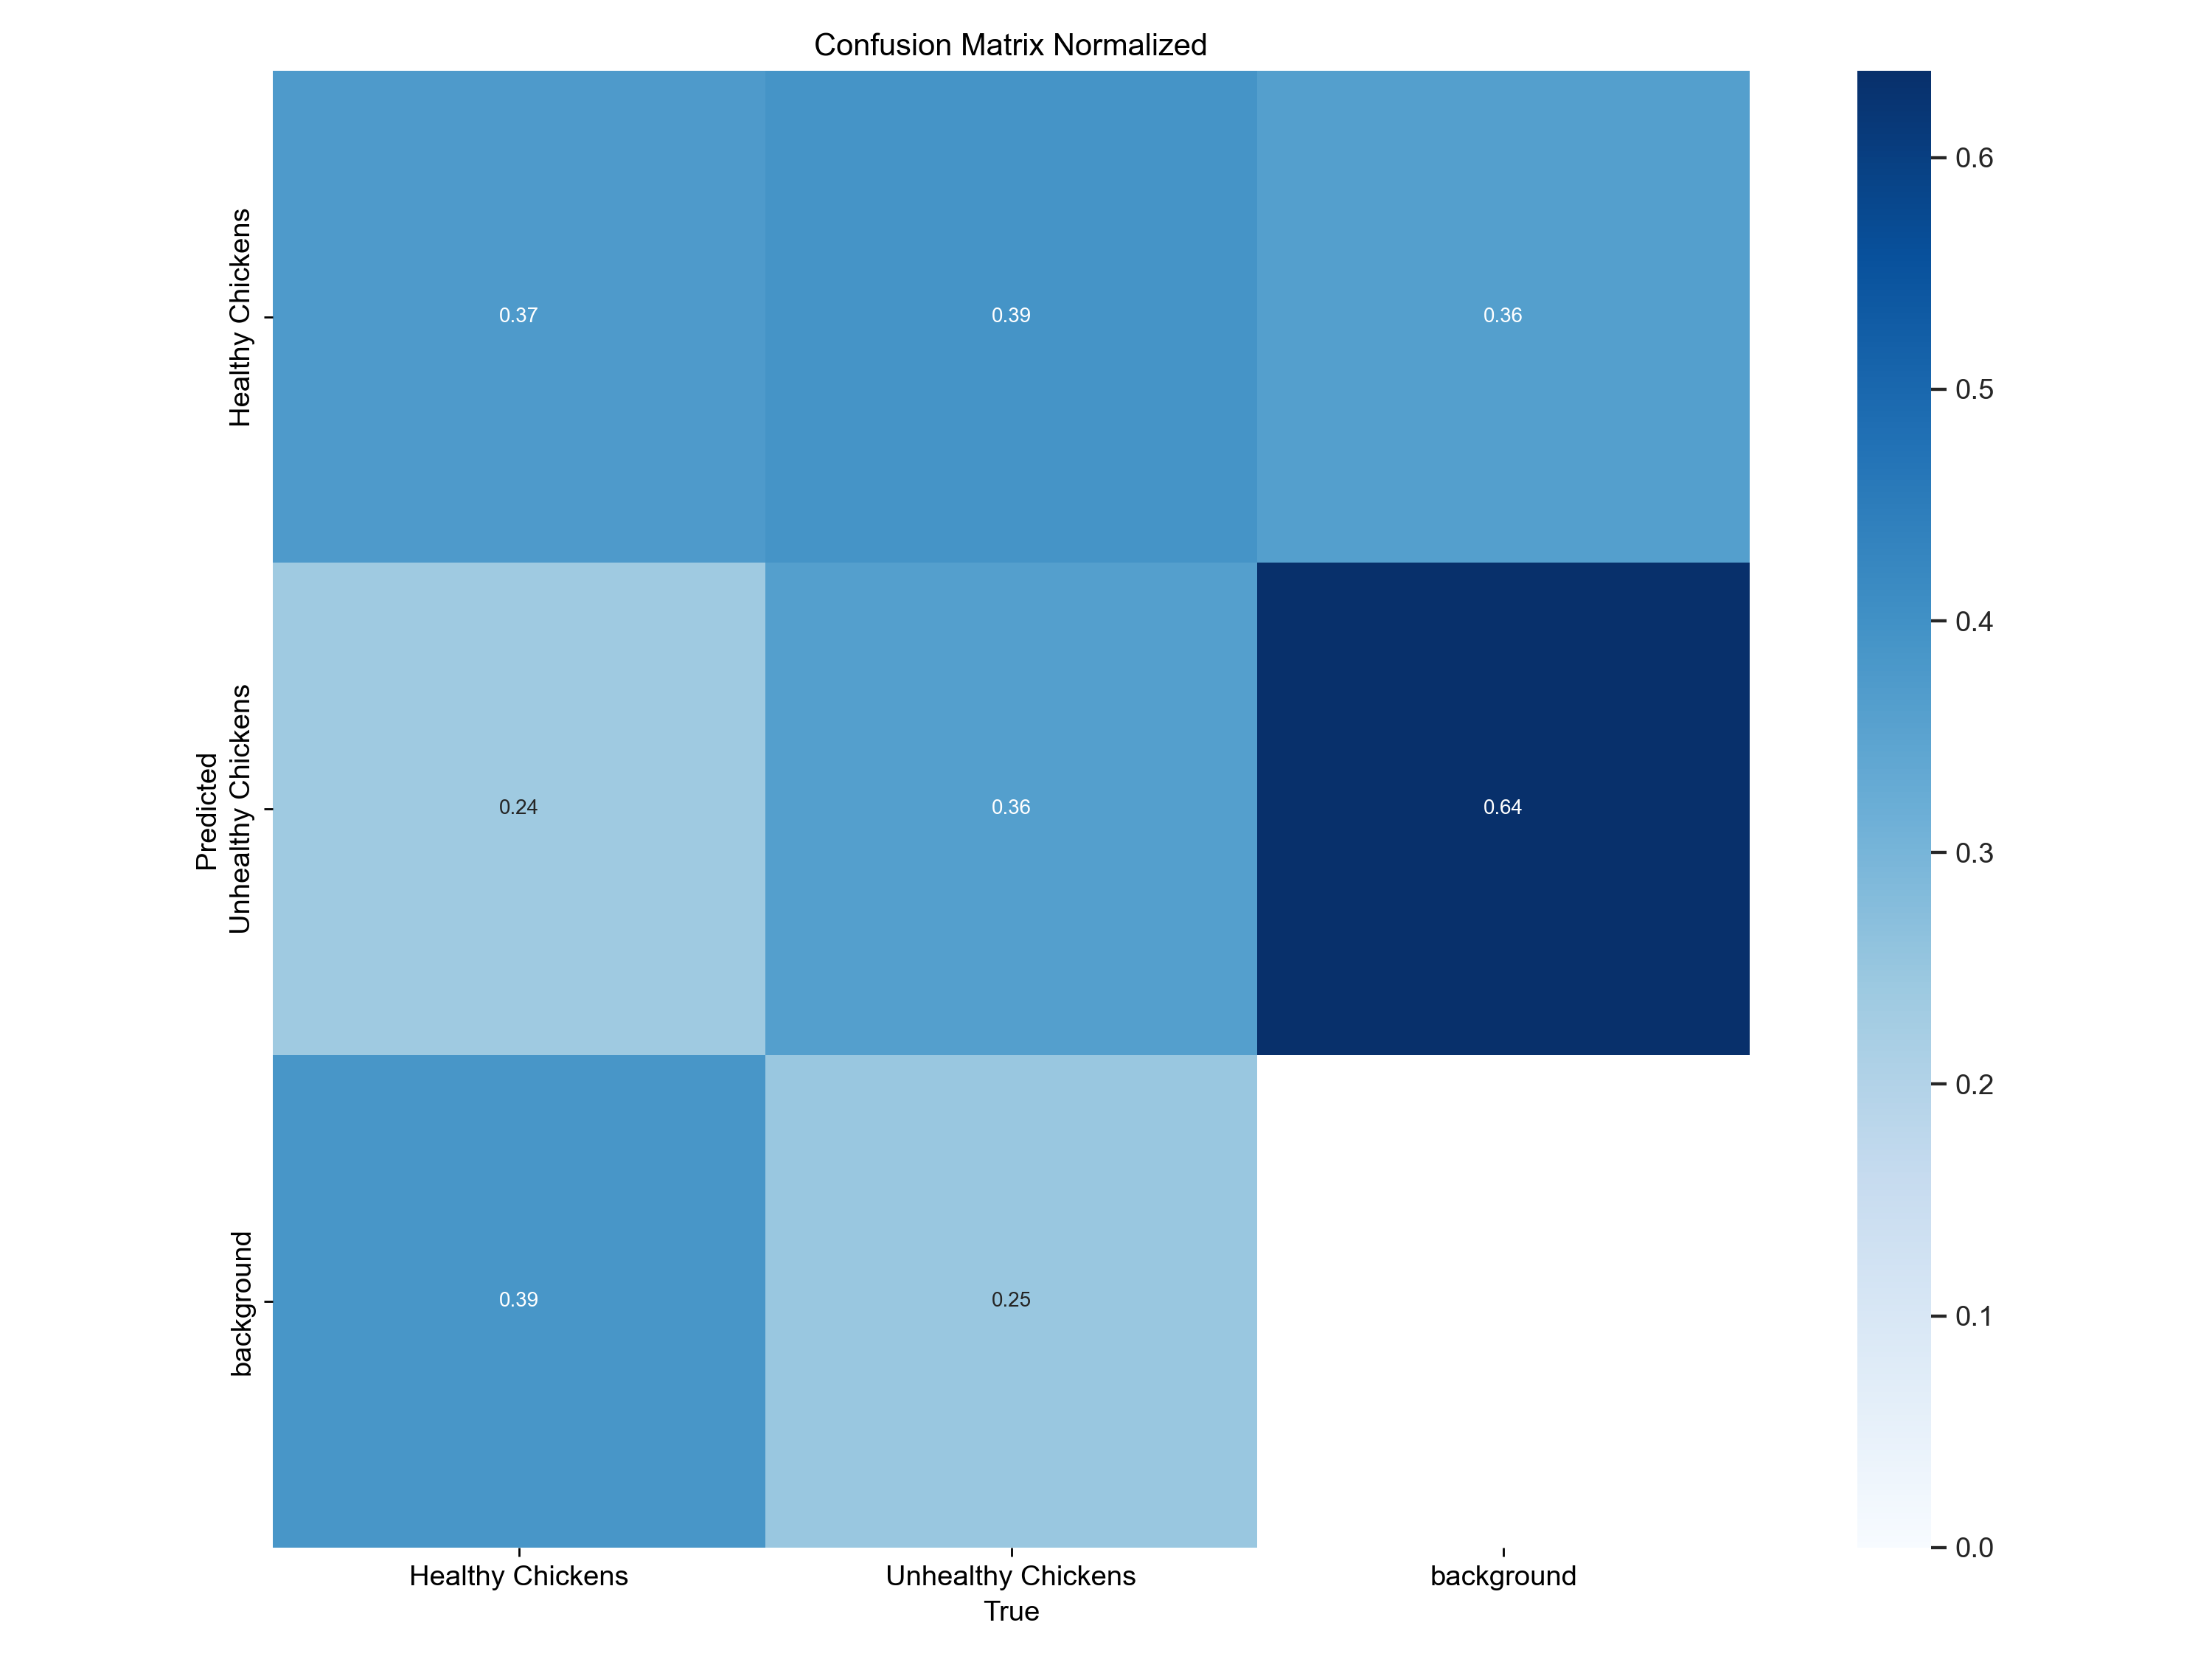 Confusion Matrix Normalized
Predicted
Healthy Chickens
0.37 0.39 0.36
Unhealthy Chickens
0.24 0.36 0.64
background
0.39 0.25
Healthy Chickens Unhealthy Chickens background
True
0.6
0.5
0.4
0.3
0.2
0.1
0.0